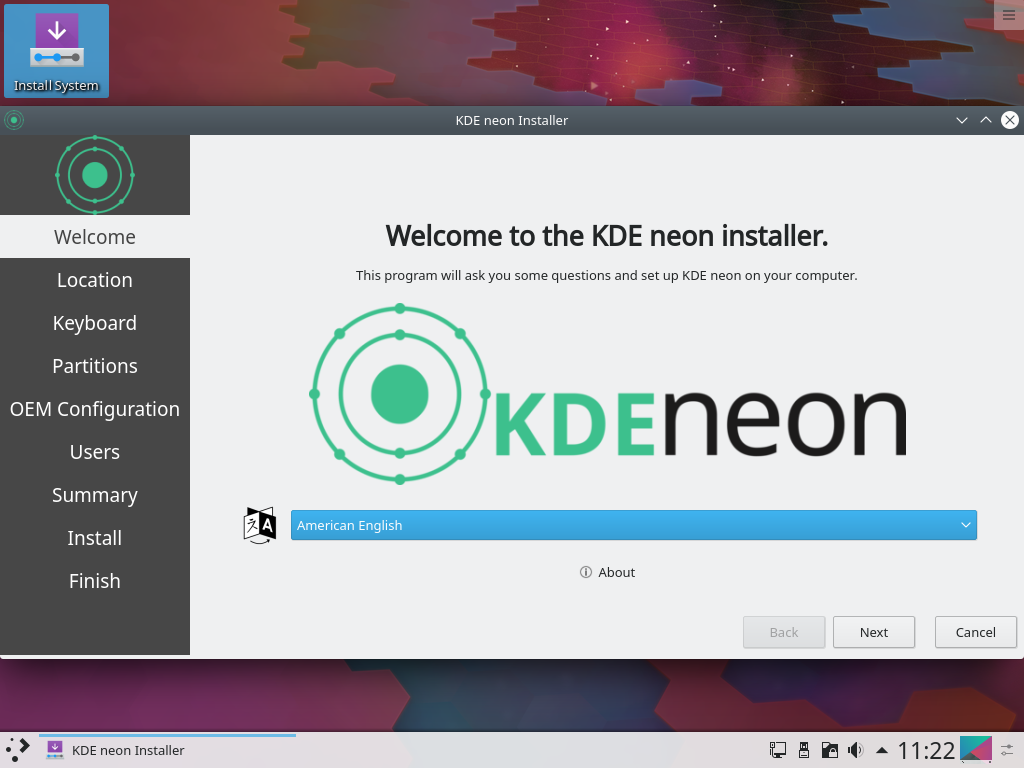 Install System
KDE neon Installer
Welcome
Location
Keyboard
Partitions
OEM Configuration
Users
Summary
Install
Finish
Welcome to the KDE neon installer.
This program will ask you some questions and set up KDE neon on your computer.
KDEneon
A
American English
About
Back
Next
Cancel
KDE neon Installer
11:22